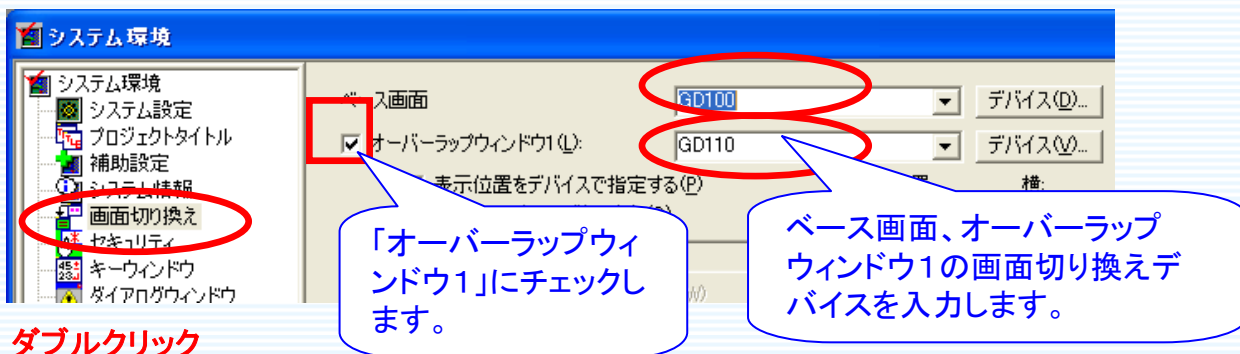 システム環境
システム環境
システム設定
プロジェクトタイトル
補助設定
システム情報
画面切り換え
セキュリティ
キーウィンドウ
ダイアログウィンドウ
ベース画面
GD100
デバイス(D)...
オーバーラップウィンドウ1(L):
GD110
デバイス(V)...
表示位置をデバイスで指定する(P)
横:
「オーバーラップウィ
ンドウ１」にチェックし
ます。
ベース画面、オーバーラップ
ウィンドウ１の画面切り換えデ
バイスを入力します。
ダブルクリック